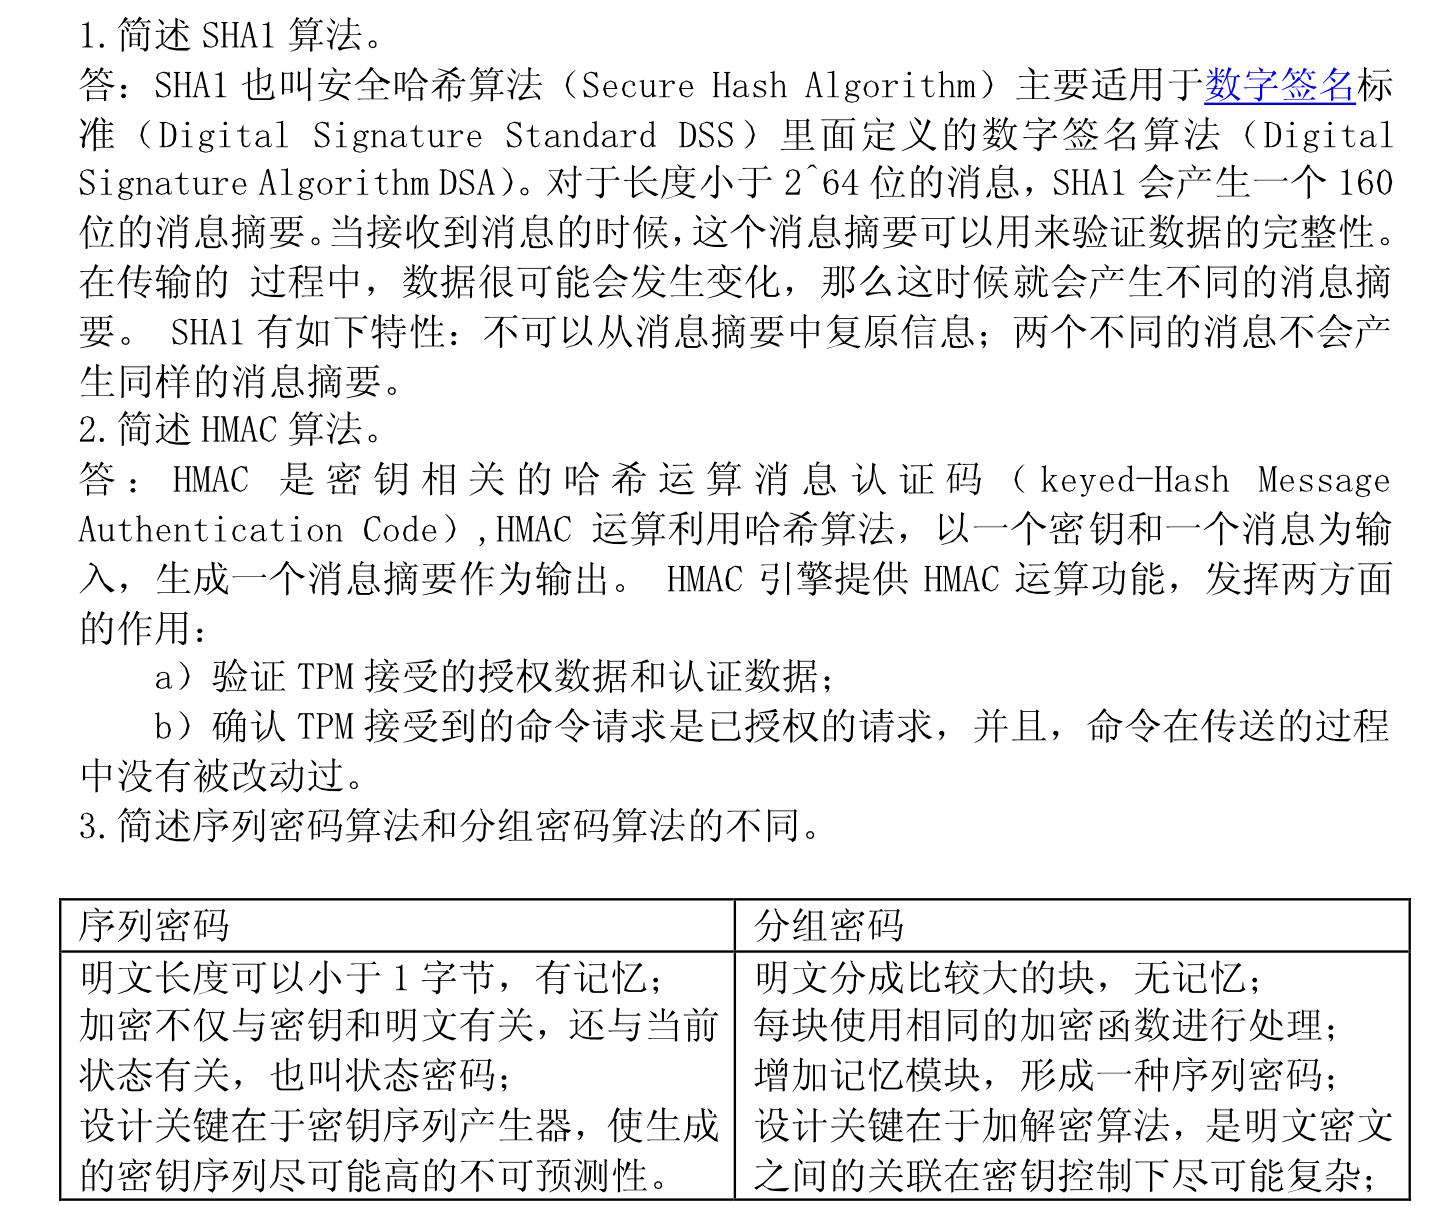 1.简述 SHA1 算法。
答：SHA1 也叫安全哈希算法（Secure Hash Algorithm）主要适用于数字签名标
准（Digital Signature Standard DSS）里面定义的数字签名算法（Digital
Signature Algorithm DSA）。对于长度小于 2^64 位的消息，SHA1 会产生一个 160
位的消息摘要。当接收到消息的时候，这个消息摘要可以用来验证数据的完整性。
在传输的 过程中，数据很可能会发生变化，那么这时候就会产生不同的消息摘
要。 SHA1 有如下特性：不可以从消息摘要中复原信息；两个不同的消息不会产
生同样的消息摘要。
2.简述 HMAC 算法。
答：HMAC 是密钥相关的哈希运算消息认证码（keyed-Hash Message
Authentication Code）,HMAC 运算利用哈希算法，以一个密钥和一个消息为输
入，生成一个消息摘要作为输出。 HMAC 引擎提供 HMAC 运算功能，发挥两方面
的作用：
a）验证 TPM 接受的授权数据和认证数据；
b）确认 TPM 接受到的命令请求是已授权的请求，并且，命令在传送的过程
中没有被改动过。
3.简述序列密码算法和分组密码算法的不同。
序列密码
分组密码
明文长度可以小于 1 字节，有记忆；
加密不仅与密钥和明文有关，还与当前
状态有关，也叫状态密码；
设计关键在于密钥序列产生器，使生成
的密钥序列尽可能高的不可预测性。
明文分成比较大的块，无记忆；
每块使用相同的加密函数进行处理；
增加记忆模块，形成一种序列密码；
设计关键在于加解密算法，是明文密文
之间的关联在密钥控制下尽可能复杂；